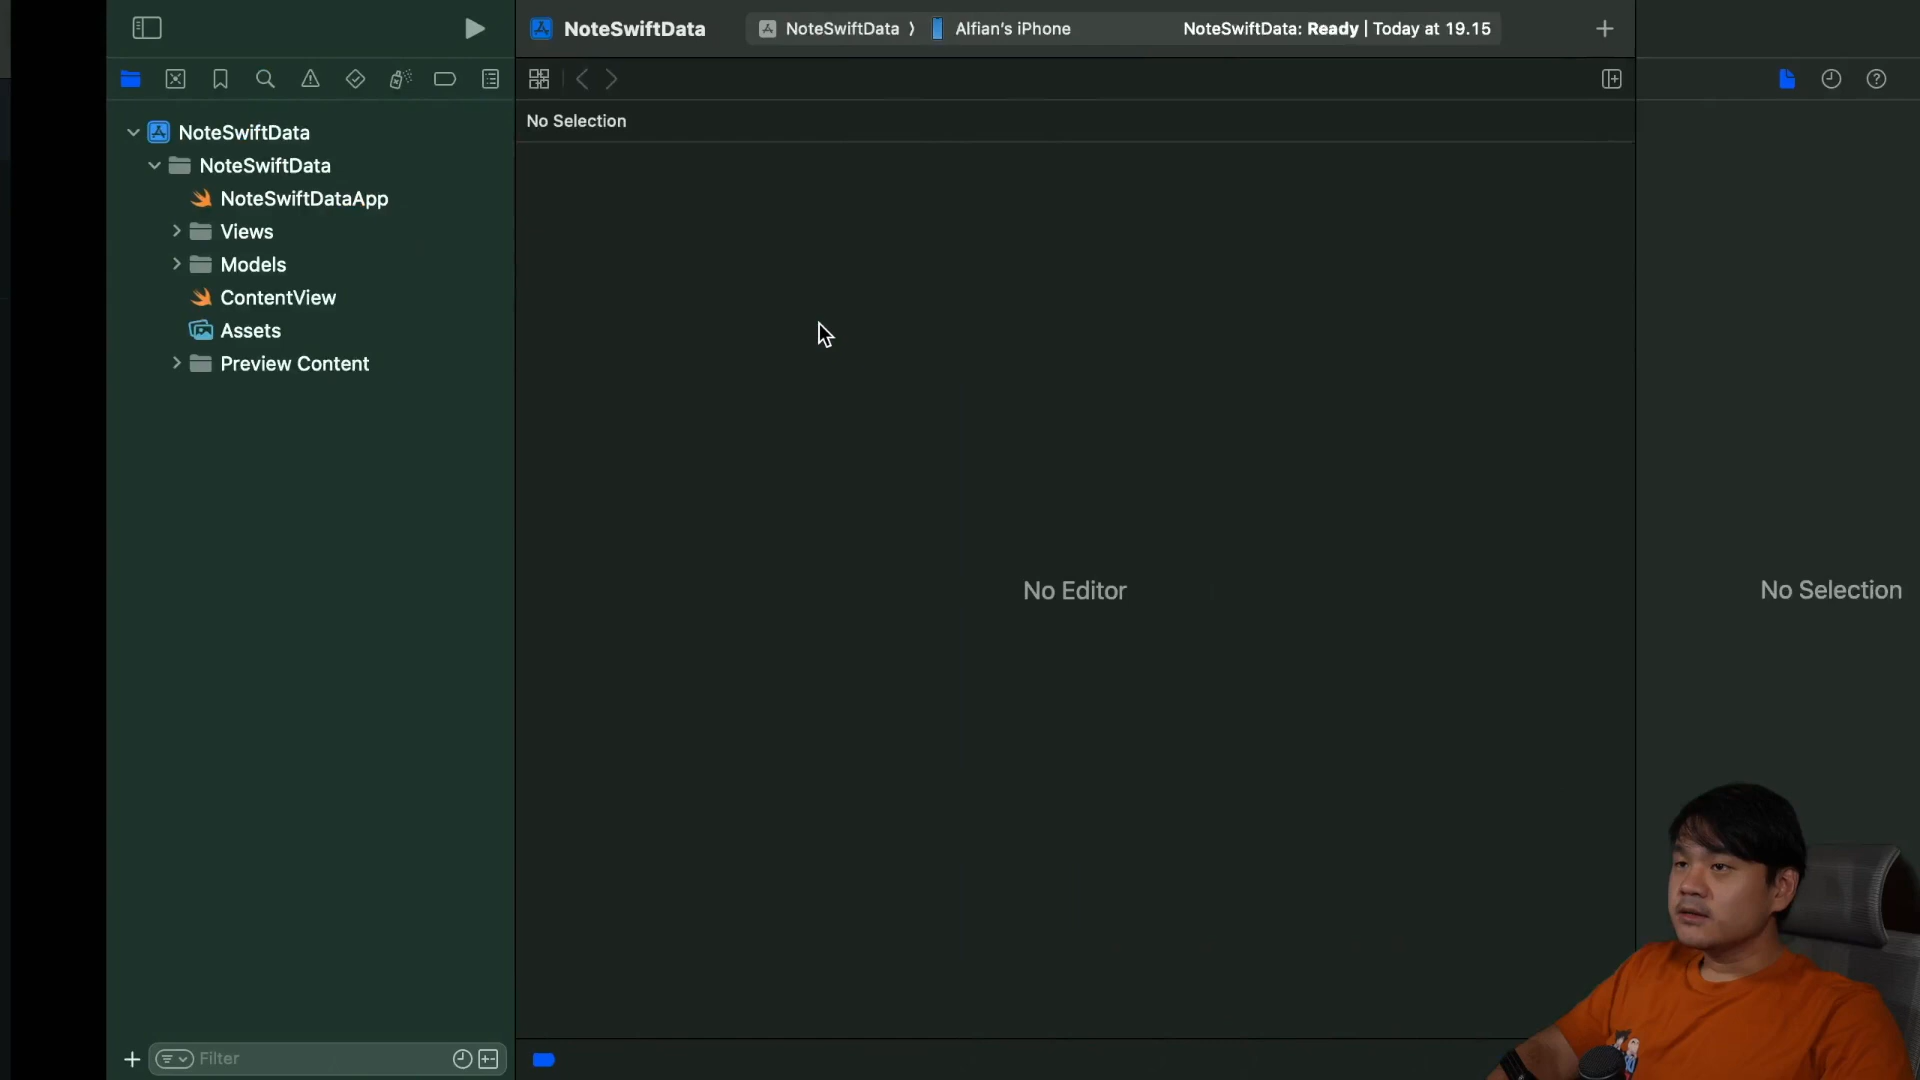 NoteSwiftData
NoteSwiftData ⟩ Alfian's iPhone
NoteSwiftData: Ready | Today at 19.15
No Selection
NoteSwiftData
NoteSwiftData
NoteSwiftDataApp
Views
Models
ContentView
Assets
Preview Content
No Editor
No Selection
Filter